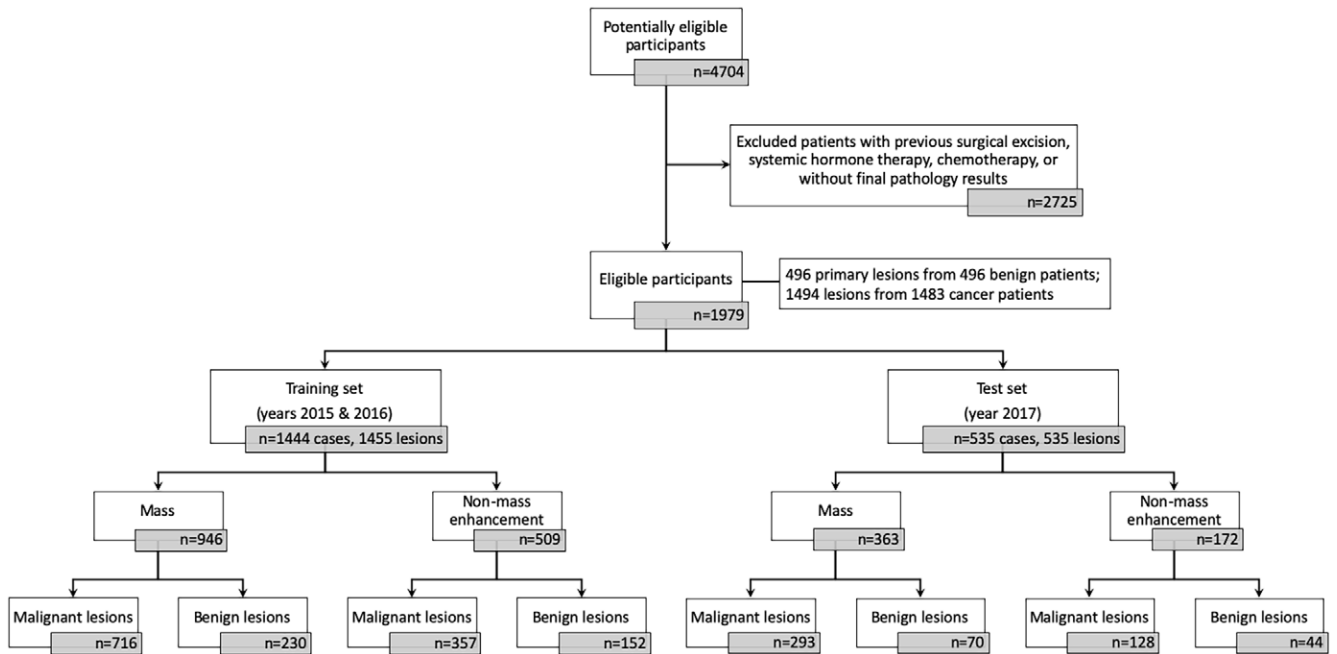 Potentially eligible
participants
n=4704
Excluded patients with previous surgical excision,
systemic hormone therapy, chemotherapy, or
without final pathology results
n=2725
Eligible participants
n=1979
496 primary lesions from 496 benign patients;
1494 lesions from 1483 cancer patients
Training set
(years 2015 & 2016)
n=1444 cases, 1455 lesions
Test set
(year 2017)
n=535 cases, 535 lesions
Mass
n=946
Non-mass
enhancement
n=509
Mass
n=363
Non-mass
enhancement
n=172
Malignant lesions
n=716
Benign lesions
n=230
Malignant lesions
n=357
Benign lesions
n=152
Malignant lesions
n=293
Benign lesions
n=70
Malignant lesions
n=128
Benign lesions
n=44